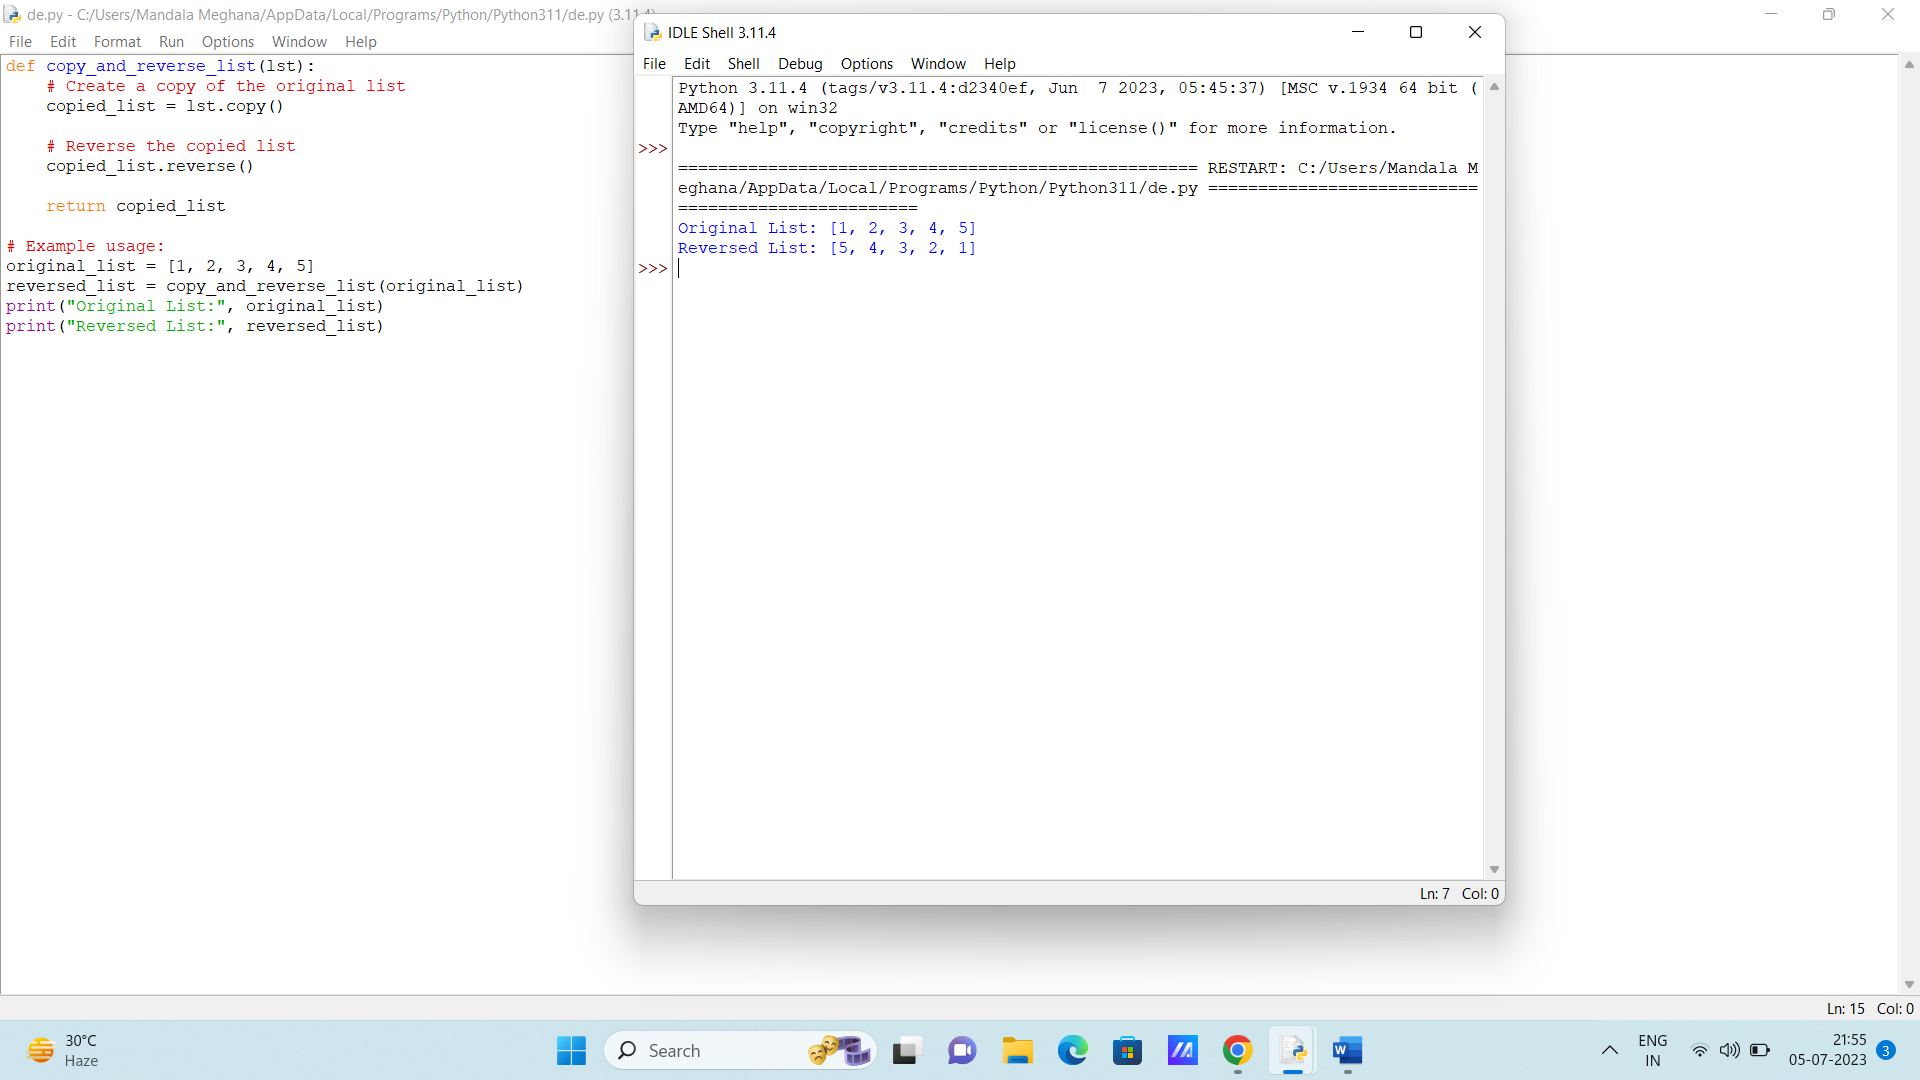 de.py - C:/Users/Mandala Meghana/AppData/Local/Programs/Python/Python311/de.py (3.11.4)
File Edit Format Run Options Window Help
def copy_and_reverse_list(lst):
    # Create a copy of the original list
    copied_list = lst.copy()
    # Reverse the copied list
    copied_list.reverse()
    return copied_list
# Example usage:
original_list = [1, 2, 3, 4, 5]
reversed_list = copy_and_reverse_list(original_list)
print("Original List:", original_list)
print("Reversed List:", reversed_list)
Ln: 15 Col: 0
IDLE Shell 3.11.4
File Edit Shell Debug Options Window Help
Python 3.11.4 (tags/v3.11.4:d2340ef, Jun  7 2023, 05:45:37) [MSC v.1934 64 bit (
AMD64)] on win32
Type "help", "copyright", "credits" or "license()" for more information.
>>>
==================================================== RESTART: C:/Users/Mandala M
eghana/AppData/Local/Programs/Python/Python311/de.py ===========================
========================
Original List: [1, 2, 3, 4, 5]
Reversed List: [5, 4, 3, 2, 1]
>>>
Ln: 7 Col: 0
30°C
Haze
Search
W
ENG
IN
21:55
05-07-2023
3